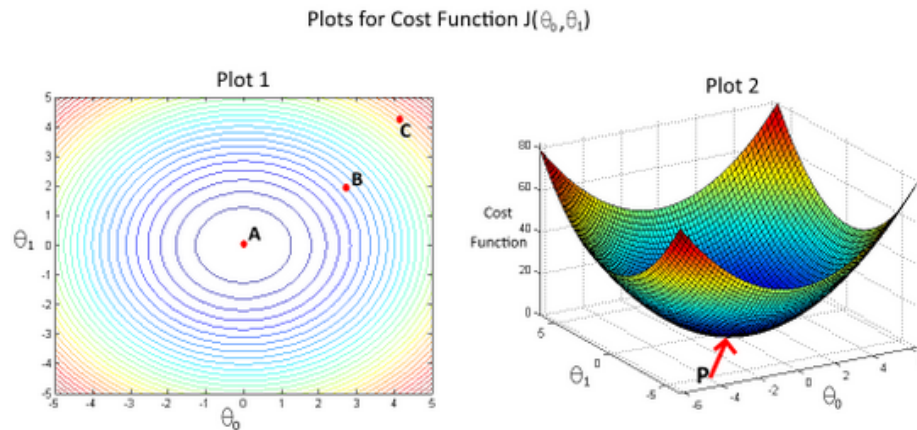 Plots for Cost Function J(θ₀,θ₁)
Plot 1
5
4
3
2
1
0
-1
-2
-3
-4
-5
θ₁
-5 -4 -3 -2 -1 0 1 2 3 4 5
θ₀
A
B
C
Plot 2
80
60
40
20
0
Cost
Function
5
0
-5
θ₁
-6 -4 -2 0 2 4 6
θ₀
P